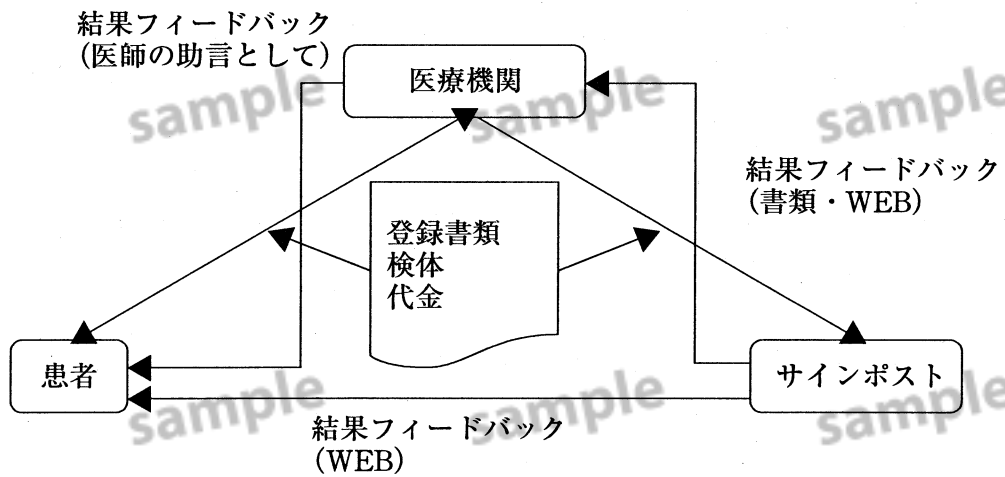 結果フィードバック
(医師の助言として)
医療機関
sample
sample
sample
結果フィードバック
(書類・WEB)
登録書類
検体
代金
患者
サインポスト
sample
sample
sample
結果フィードバック
(WEB)